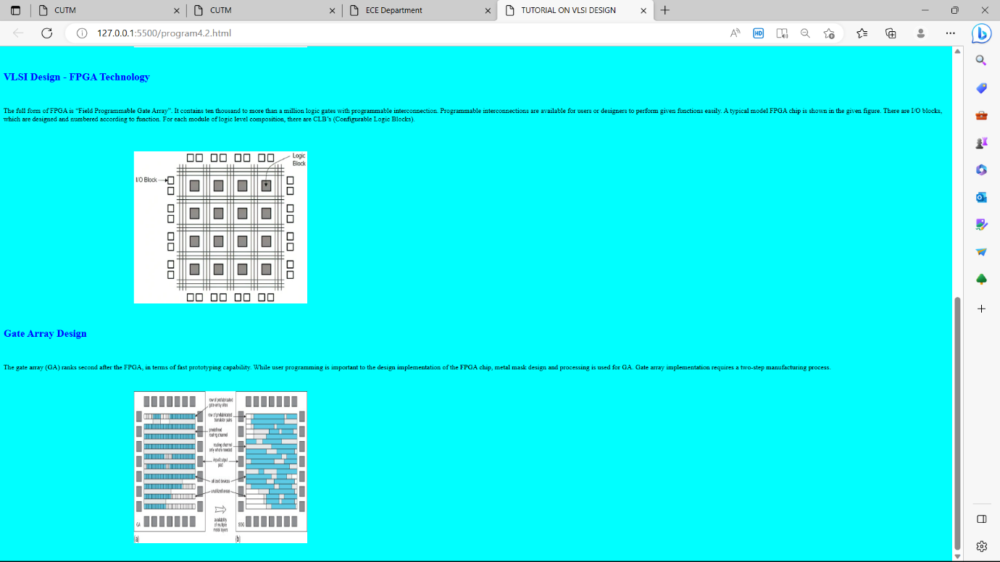 CUTM
CUTM
ECE Department
TUTORIAL ON VLSI DESIGN
127.0.0.1:5500/program4.2.html
HD
VLSI Design - FPGA Technology
The full form of FPGA is “Field Programmable Gate Array”. It contains ten thousand to more than a million logic gates with programmable interconnection. Programmable interconnections are available for users or designers to perform given functions easily. A typical model FPGA chip is shown in the given figure. There are I/O blocks,
which are designed and numbered according to function. For each module of logic level composition, there are CLB’s (Configurable Logic Blocks).
Logic
Block
I/O Block
Gate Array Design
The gate array (GA) ranks second after the FPGA, in terms of fast prototyping capability. While user programming is important to the design implementation of the FPGA chip, metal mask design and processing is used for GA. Gate array implementation requires a two-step manufacturing process.
row of prefabricated
gate-array sites
row of prefabricated
transistor pairs
predefined
routing channel
routing channel
only where needed
input/output
pad
utilized devices
unutilized areas
availability
of multiple
metal layers
GA
SOG
(a)
(b)